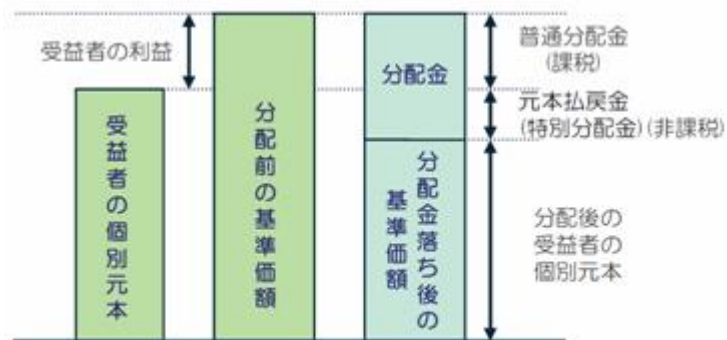 受益者の利益
受益者の個別元本
分配前の基準価額
分配金
分配金落ち後の
基準価額
普通分配金
(課税)
元本払戻金
(特別分配金)(非課税)
分配後の
受益者の
個別元本